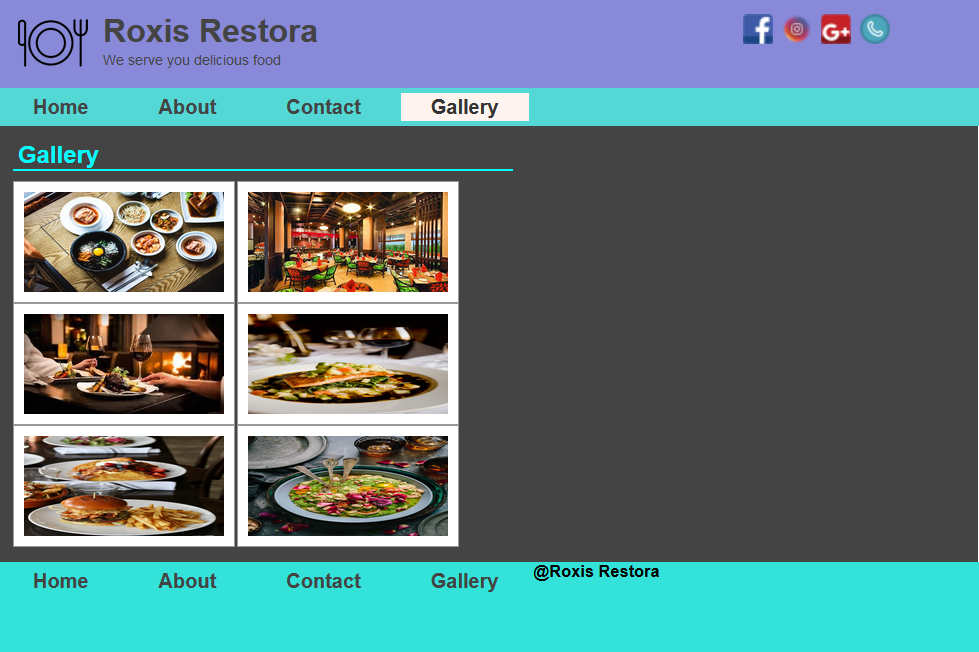 Roxis Restora
We serve you delicious food
Home About Contact Gallery
Gallery
Home About Contact Gallery @Roxis Restora